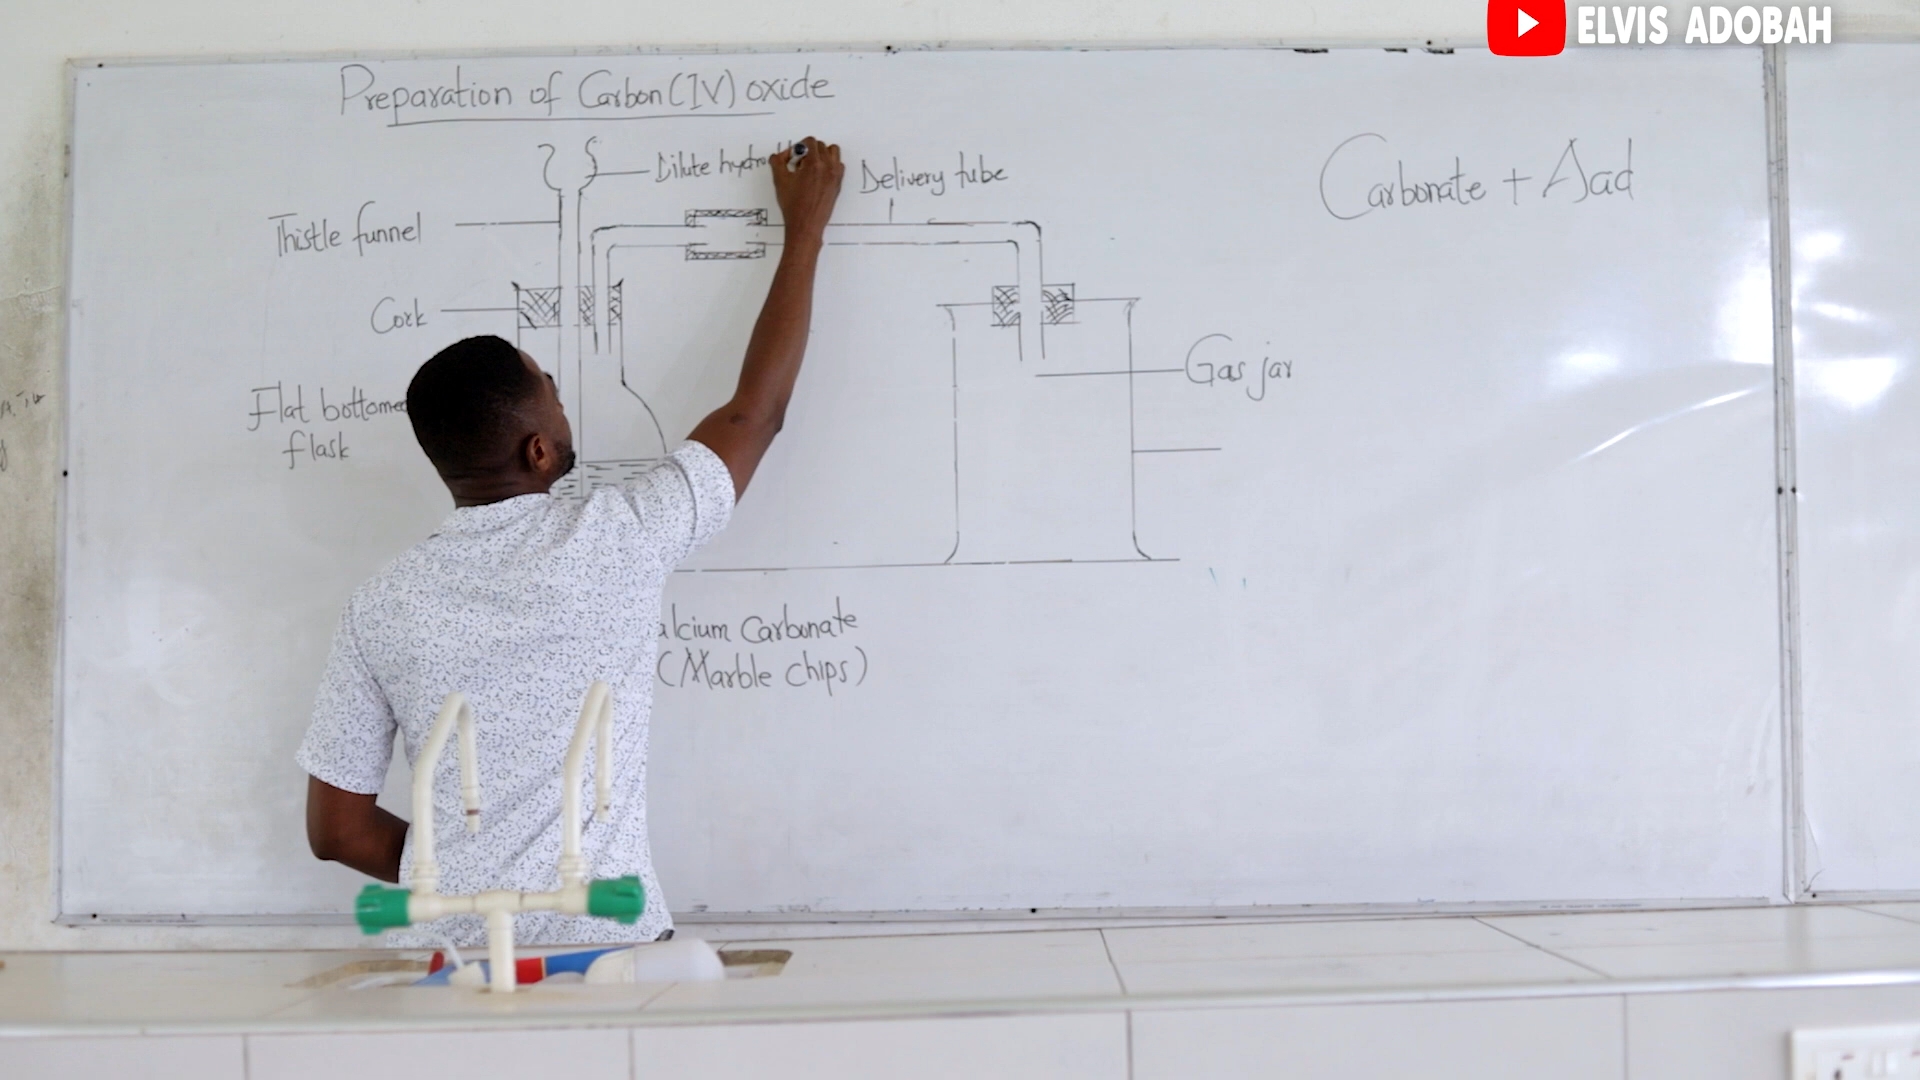 ELVIS ADOBAH
Preparation of Carbon(IV) oxide
Dilute
Delivery tube
Carbonate + Acid
Thistle funnel
Cork
Gas jar
Flat bottomed
flask
alcium Carbonate
(Marble chips)